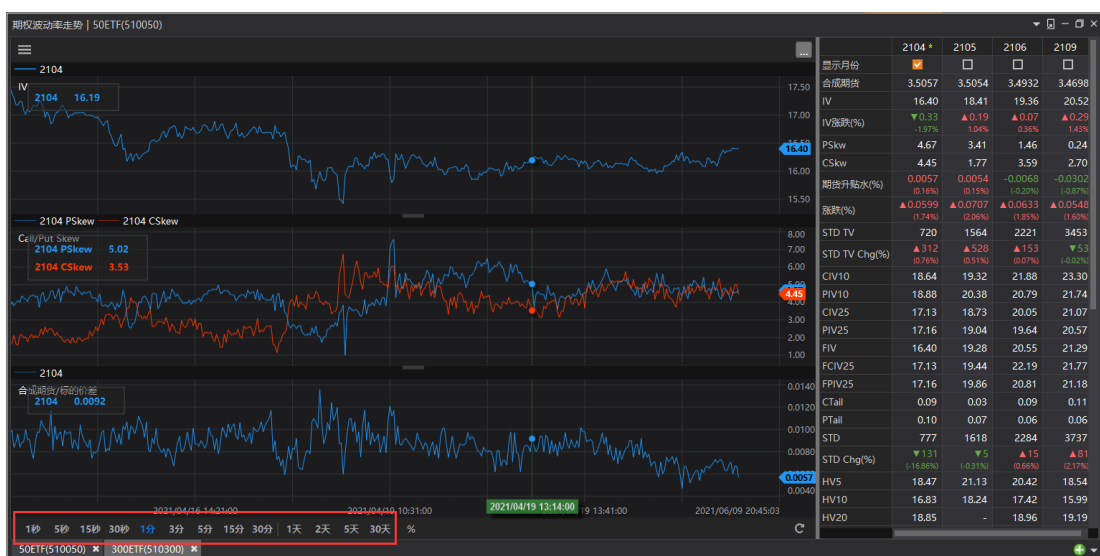 期权波动率走势 | 50ETF(510050)
2104
IV
2104 16.19
17.50
17.00
16.40
16.00
15.50
2104 PSkew 2104 CSkew
Call/Put Skew
2104 PSkew 5.02
2104 CSkew 3.53
8.00
7.00
6.00
4.45
3.00
2.00
1.00
2104
合成期货/标的价差
2104 0.0092
0.0140
0.0120
0.0100
0.0080
0.0057
0.0040
2021/04/16 14:21:00 2021/04/19 10:31:00 2021/04/19 13:14:00 9 13:41:00 2021/06/09 20:45:03
1秒 5秒 15秒 30秒 1分 3分 5分 15分 30分 1天 2天 5天 30天 %
50ETF(510050) 300ETF(510300)
2104 * 2105 2106 2109
显示月份
合成期货 3.5057 3.5054 3.4932 3.4698
IV 16.40 18.41 19.36 20.52
IV涨跌(%) ▼0.33 ▲0.19 ▲0.07 ▲0.29
-1.97% 1.04% 0.36% 1.43%
PSkw 4.67 3.41 1.46 0.24
CSkw 4.45 1.77 3.59 2.70
期货升贴水(%) 0.0057 0.0054 -0.0068 -0.0302
(0.16%) (0.15%) (-0.20%) (-0.87%)
涨跌(%) ▲0.0599 ▲0.0707 ▲0.0633 ▲0.0548
(1.74%) (2.06%) (1.85%) (1.60%)
STD TV 720 1564 2221 3453
STD TV Chg(%) ▲312 ▲528 ▲153 ▼53
(0.76%) (0.51%) (0.07%) (-0.02%)
CIV10 18.64 19.32 21.88 23.30
PIV10 18.88 20.38 20.79 21.74
CIV25 17.13 18.73 20.05 21.07
PIV25 17.16 19.04 19.64 20.57
FIV 16.40 19.28 20.55 21.29
FCIV25 17.13 19.44 22.19 21.77
FPIV25 17.16 19.86 20.81 21.18
CTail 0.09 0.03 0.09 0.11
PTail 0.10 0.07 0.06 0.06
STD 777 1618 2284 3737
STD Chg(%) ▼131 ▼5 ▲15 ▲81
(-16.86%) (-0.31%) (0.66%) (2.17%)
HV5 18.47 21.13 20.42 18.54
HV10 16.83 18.24 17.42 15.99
HV20 18.85 - 18.96 19.19